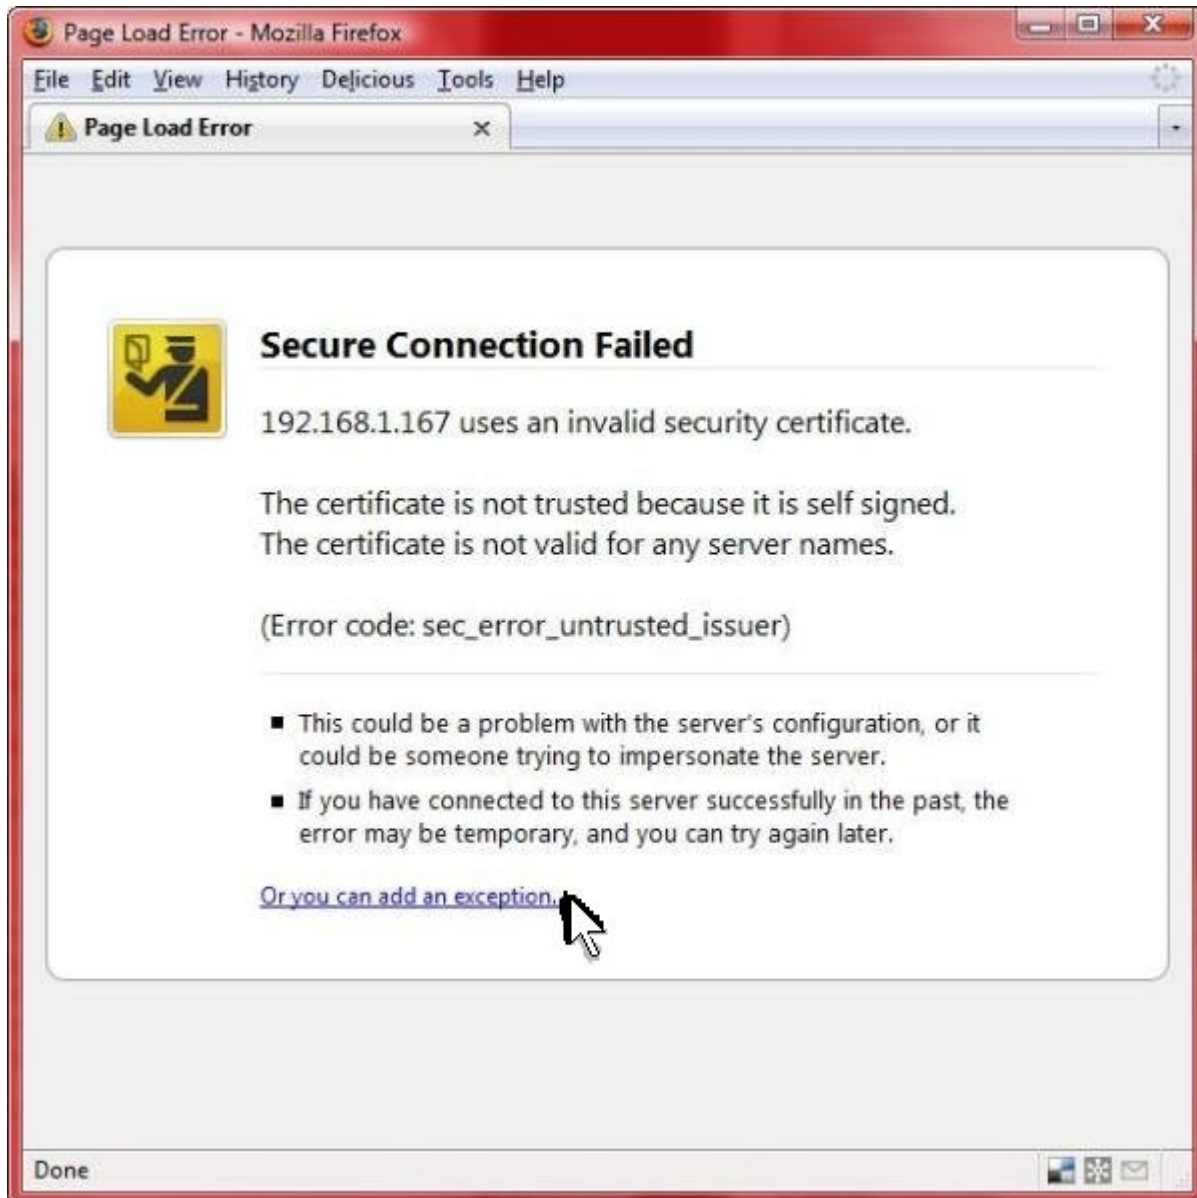 Page Load Error - Mozilla Firefox
File Edit View History Delicious Tools Help
Page Load Error
Secure Connection Failed
192.168.1.167 uses an invalid security certificate.
The certificate is not trusted because it is self signed.
The certificate is not valid for any server names.
(Error code: sec_error_untrusted_issuer)
This could be a problem with the server's configuration, or it
could be someone trying to impersonate the server.
If you have connected to this server successfully in the past, the
error may be temporary, and you can try again later.
Or you can add an exception.
Done